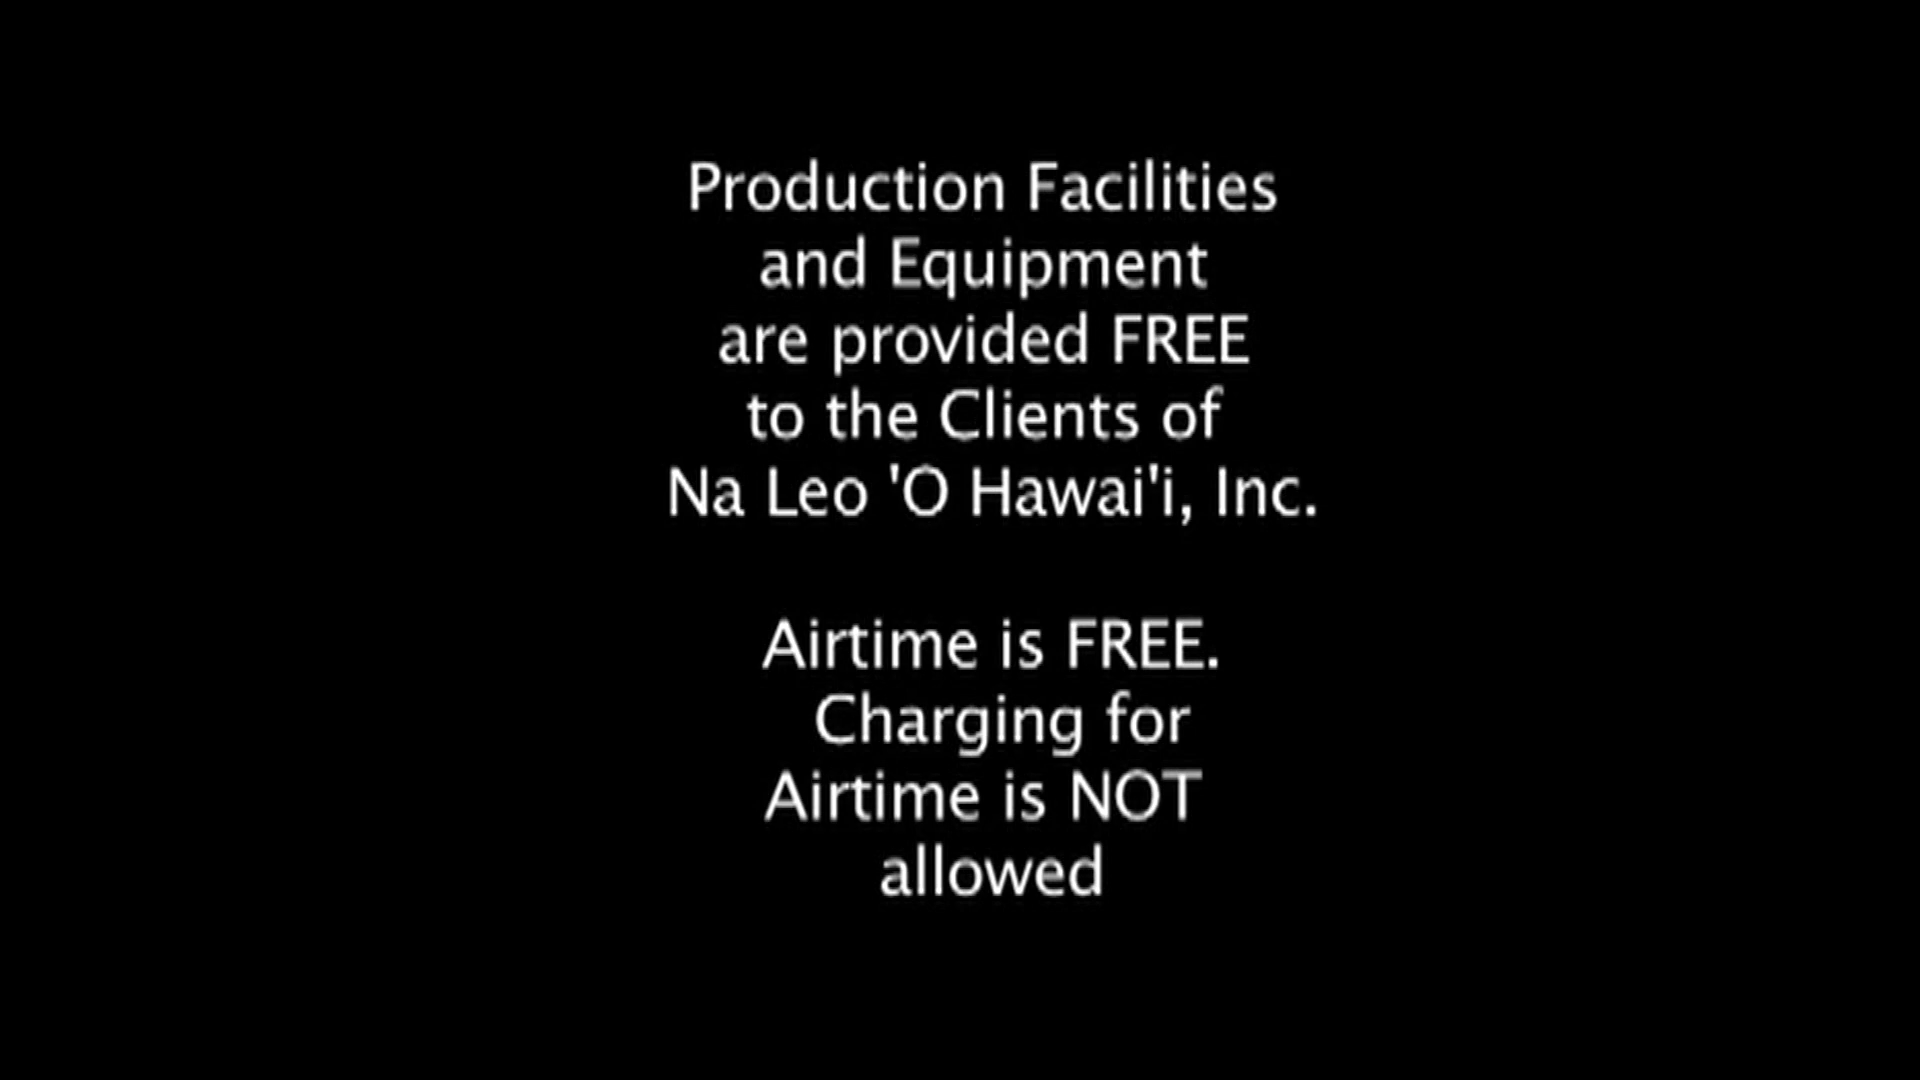 Production Facilities
and Equipment
are provided FREE
to the Clients of
Na Leo 'O Hawai'i, Inc.
Airtime is FREE.
Charging for
Airtime is NOT
allowed